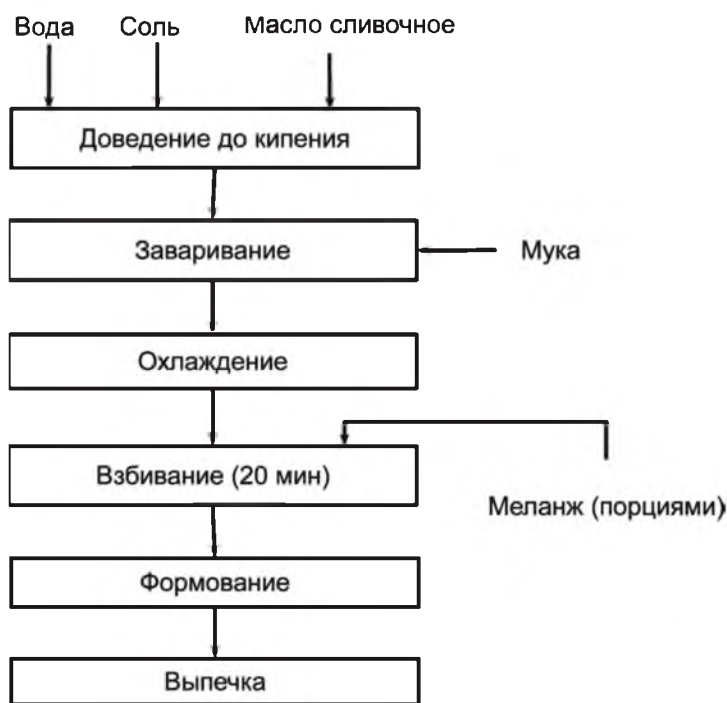 Вода Соль Масло сливочное
Доведение до кипения
Заваривание
Мука
Охлаждение
Взбивание (20 мин)
Меланж (порциями)
Формование
Выпечка